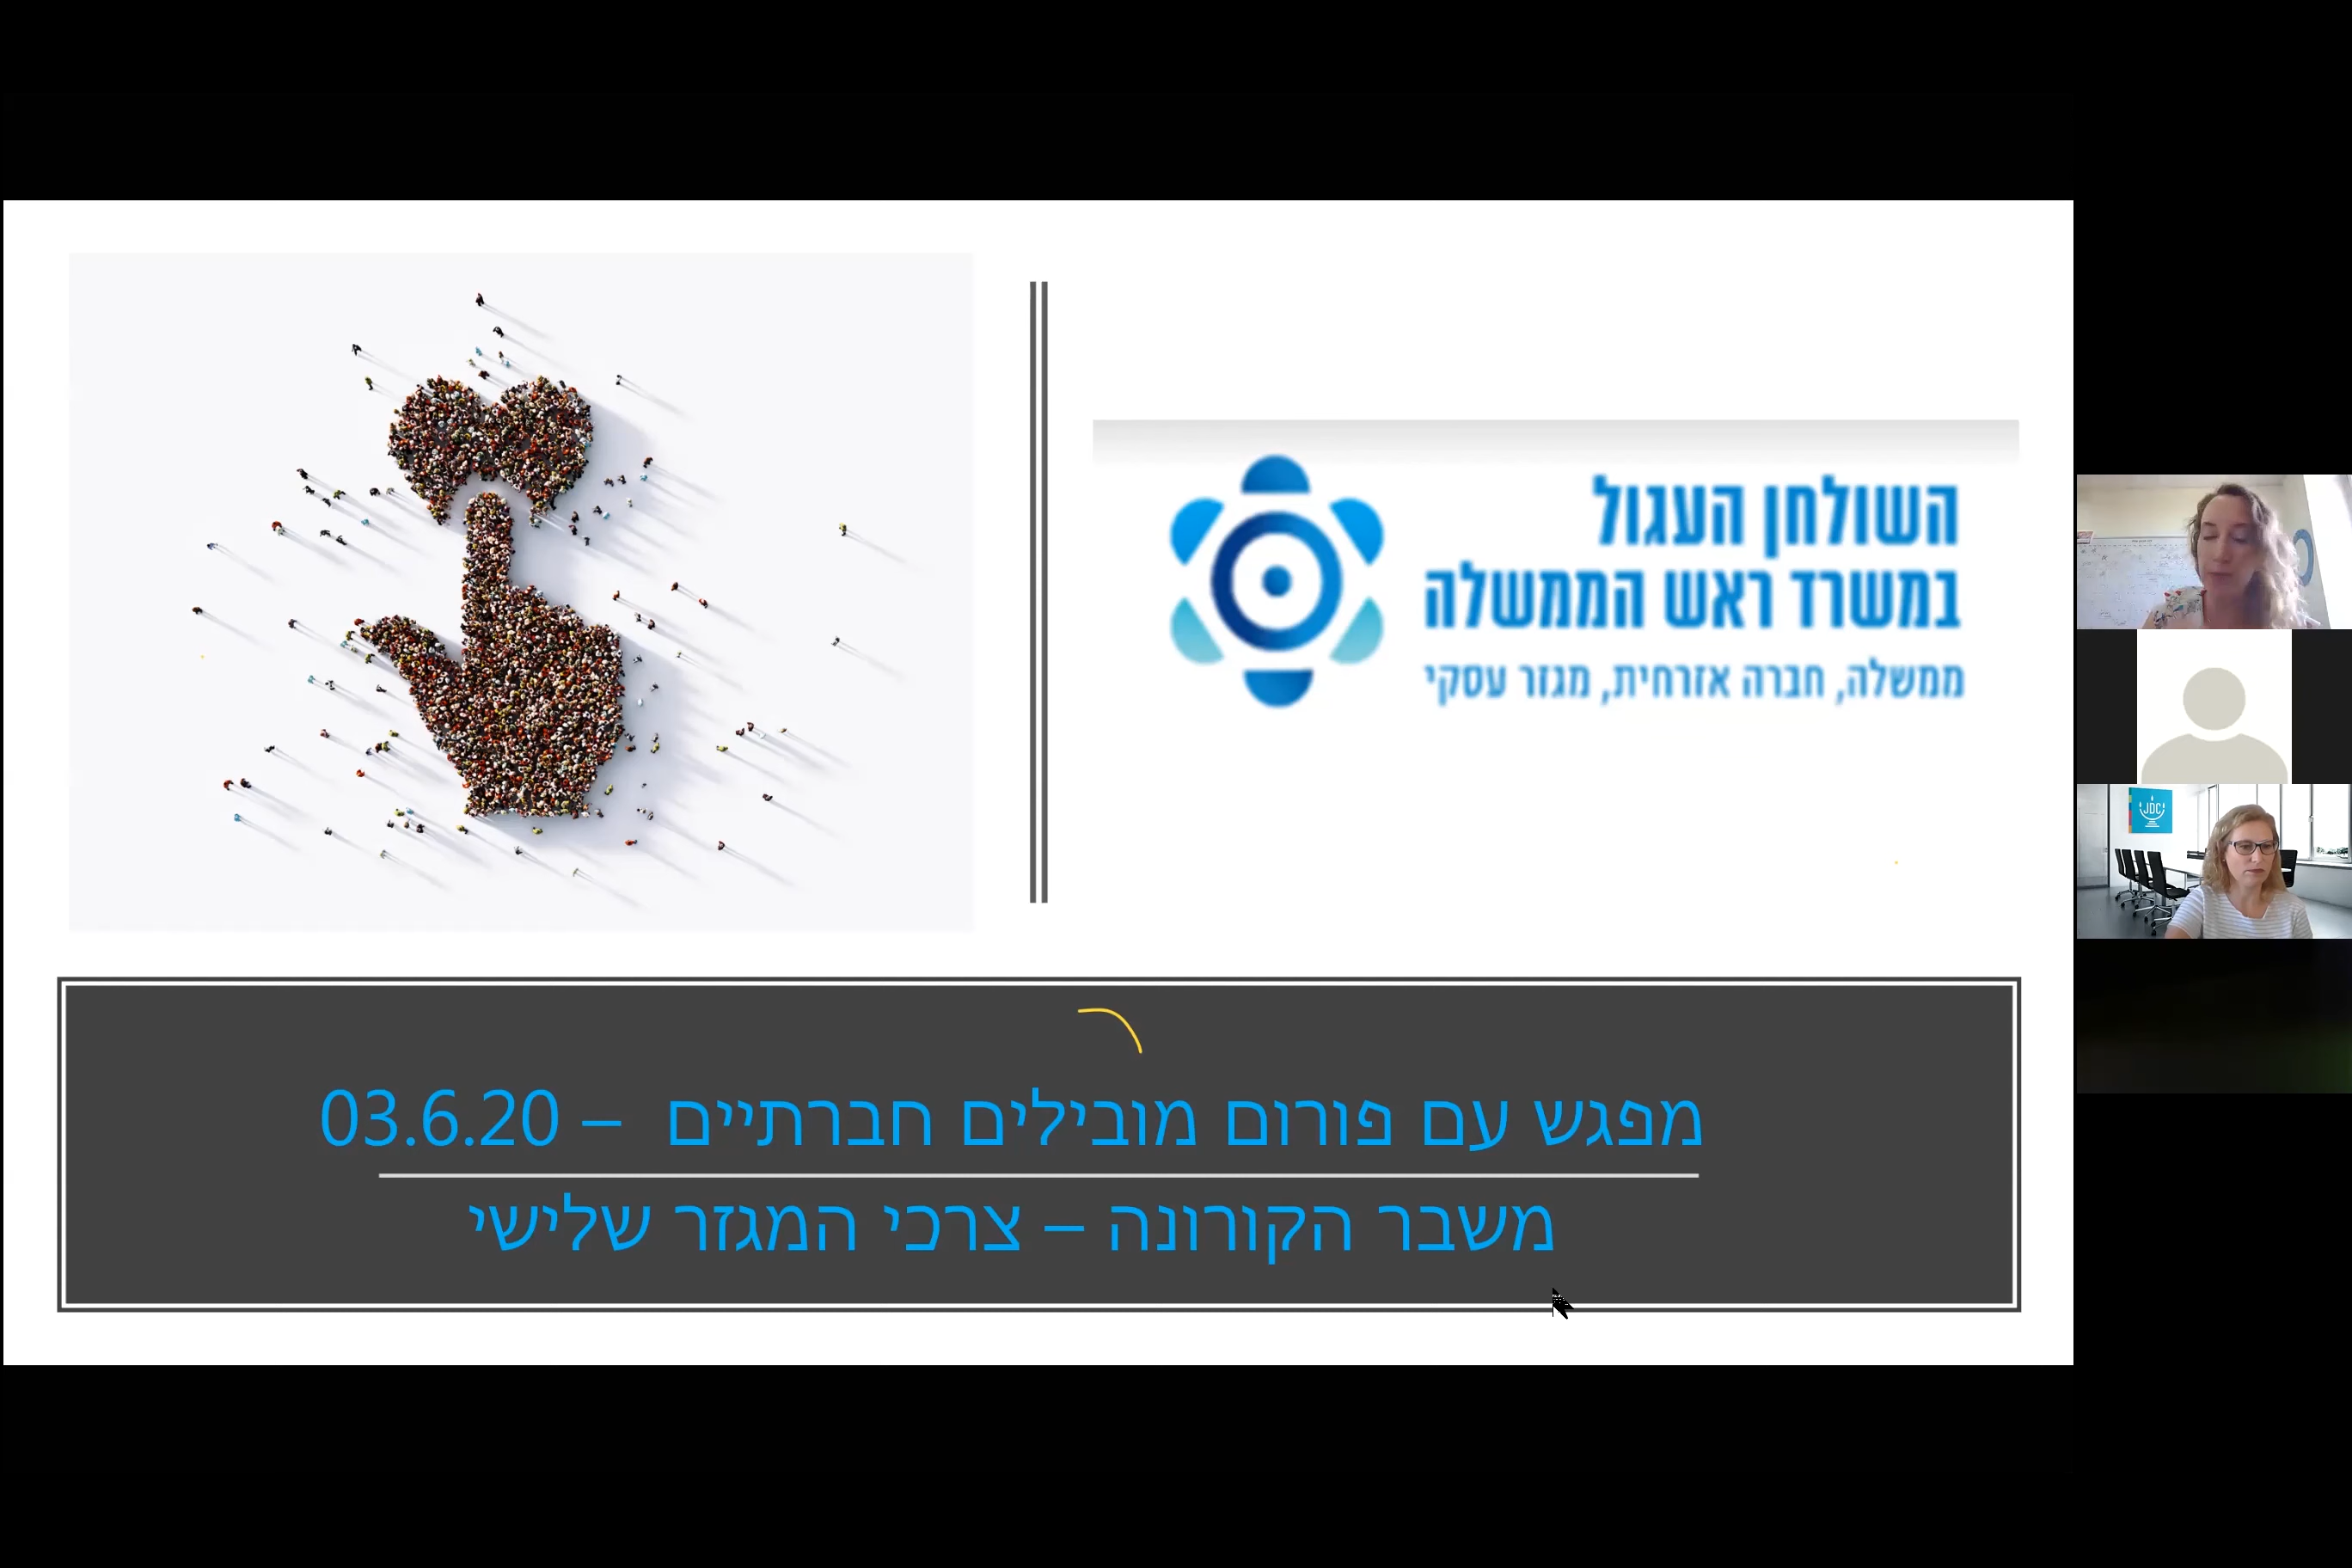 השולחן העגול
במשרד ראש הממשלה
ממשלה, חברה אזרחית, מגזר עסקי
JDC
מפגש עם פורום מובילים חברתיים – 03.6.20
משבר הקורונה – צרכי המגזר שלישי